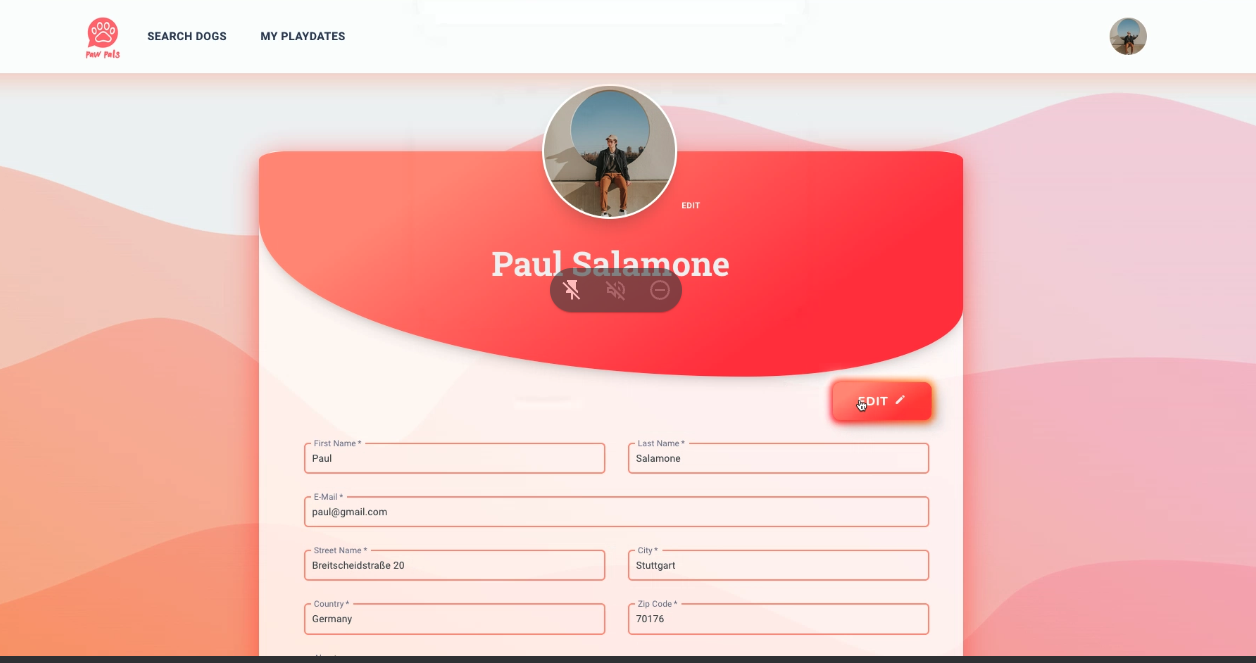 paw pals
SEARCH DOGS
MY PLAYDATES
EDIT
Paul Salamone
EDIT
First Name *
Paul
Last Name *
Salamone
E-Mail *
paul@gmail.com
Street Name *
Breitscheidstraße 20
City *
Stuttgart
Country *
Germany
Zip Code *
70176